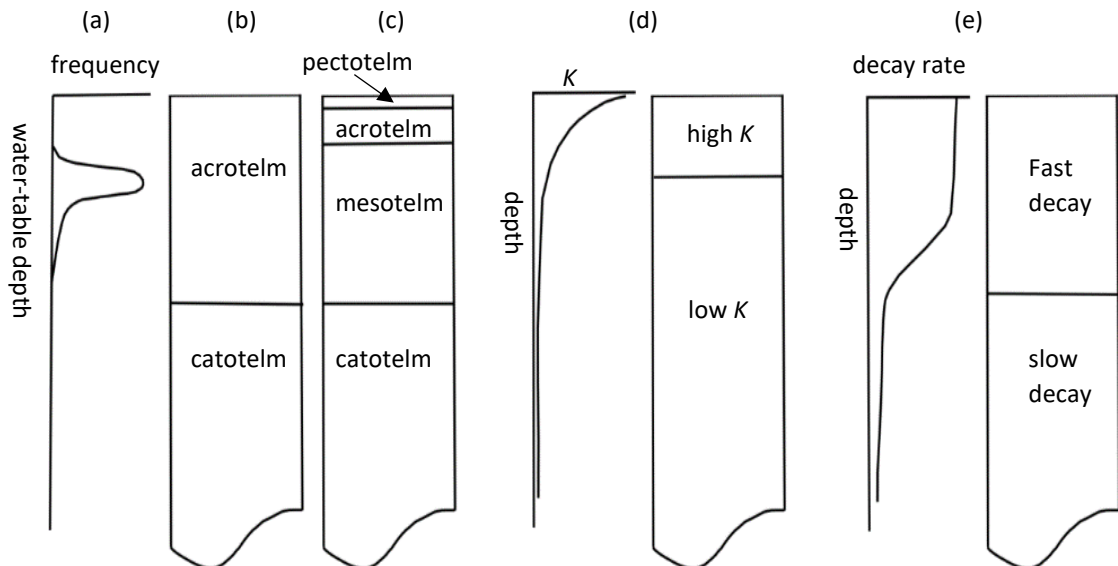 (a)
(b)
(c)
(d)
(e)
frequency
pectotelm
K
decay rate
water-table depth
acrotelm
catotelm
acrotelm
mesotelm
catotelm
depth
high K
low K
depth
Fast
decay
slow
decay